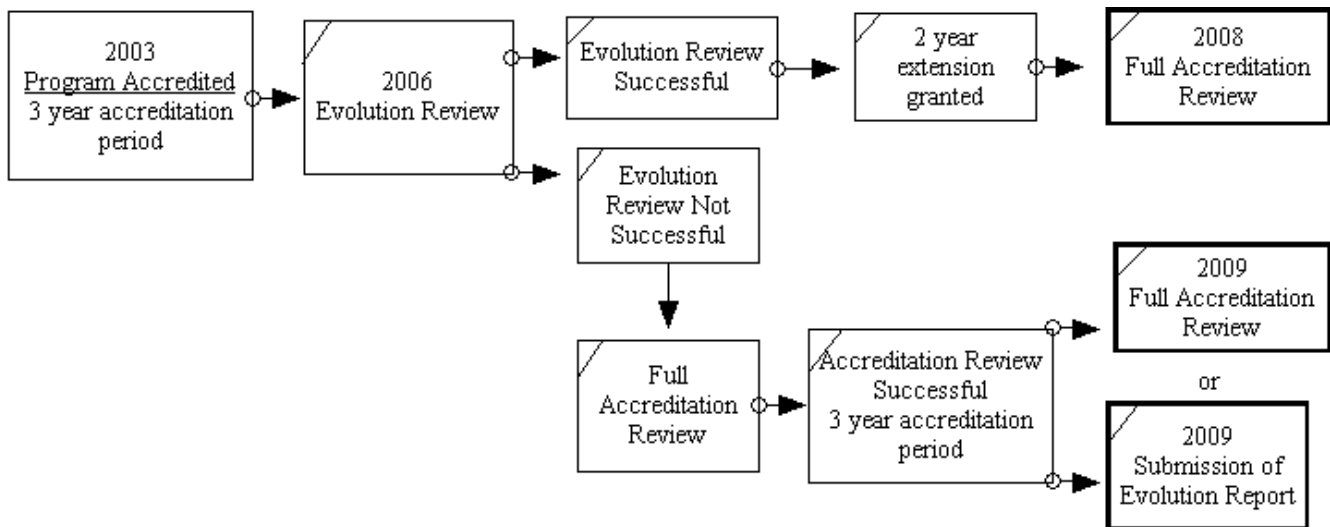 2003
Program Accredited
3 year accreditation
period
2006
Evolution Review
Evolution Review
Successful
2 year
extension
granted
2008
Full Accreditation
Review
Evolution
Review Not
Successful
Full
Accreditation
Review
Accreditation Review
Successful
3 year accreditation
period
2009
Full Accreditation
Review
or
2009
Submission of
Evolution Report